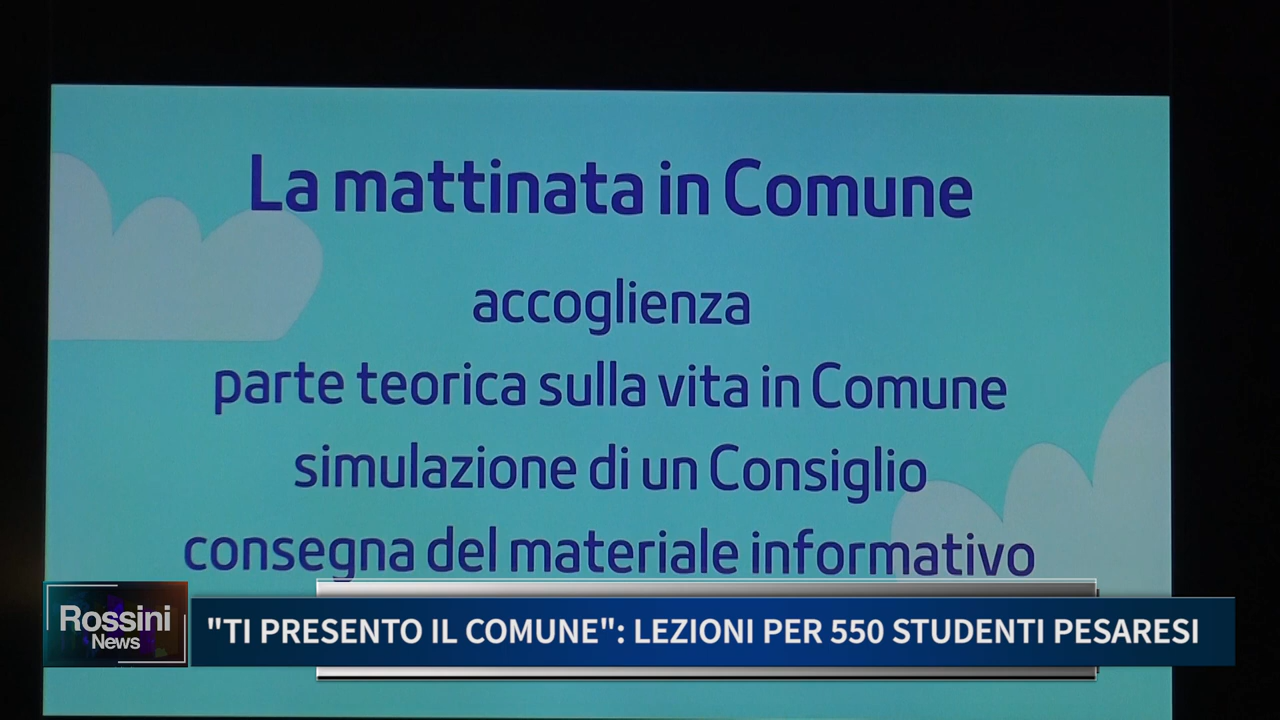 La mattinata in Comune
accoglienza
parte teorica sulla vita in Comune
simulazione di un Consiglio
consegna del materiale informativo
Rossini
News
"TI PRESENTO IL COMUNE": LEZIONI PER 550 STUDENTI PESARESI